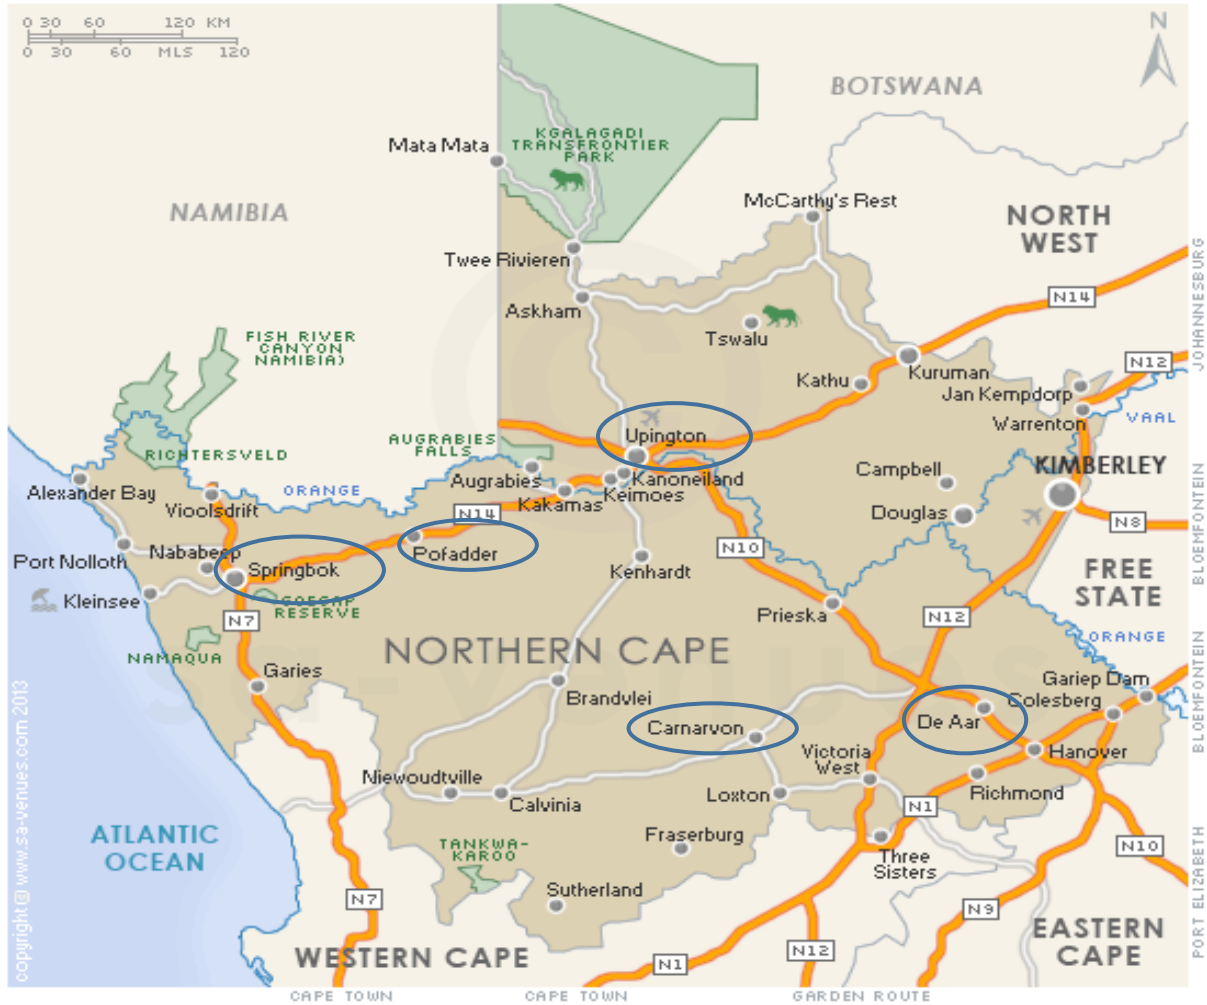 0 30 60 120 KM
0 30 60 MLS 120
N
BOTSWANA
KGALAGADI
TRANSFRONTIER
PARK
Mata Mata
NAMIBIA
McCarthy's Rest
NORTH
WEST
Twee Rivieren
JOHANNESBURG
N14
Askham
Tswalu
FISH RIVER
CANYON
NAMIBIA)
N12
Kuruman
Kathu
Jan Kempdorp
VAAL
Warrenton
Upington
AUGRABIES
FALLS
RICHTERSVELD
KIMBERLEY
Campbell
Augrabies
Kanoneiland
Alexander Bay
ORANGE
Keimoes
Kakamas
Vioolsdrift
N14
Douglas
N8
BLOEMFONTEIN
Nababeep
Pofadder
N10
Port Nolloth
Springbok
Kenhardt
FREE
STATE
Kleinsee
GOEGAP
RESERVE
Prieska
N7
N12
ORANGE
NORTHERN CAPE
NAMAQUA
Garies
Gariep Dam
Brandvlei
Colesberg
sa-venues
BLOEMFONTEIN
Carnarvon
De Aar
Victoria
West
Hanover
Niewoudtville
Calvinia
Loxton
Richmond
N1
ATLANTIC
OCEAN
Fraserburg
TANKWA-
KAROO
Three
Sisters
N10
PORT ELIZABETH
Sutherland
N7
N9
EASTERN
CAPE
WESTERN CAPE
N12
N1
copyright@ www.sa-venues.com 2013
CAPE TOWN
CAPE TOWN
GARDEN ROUTE